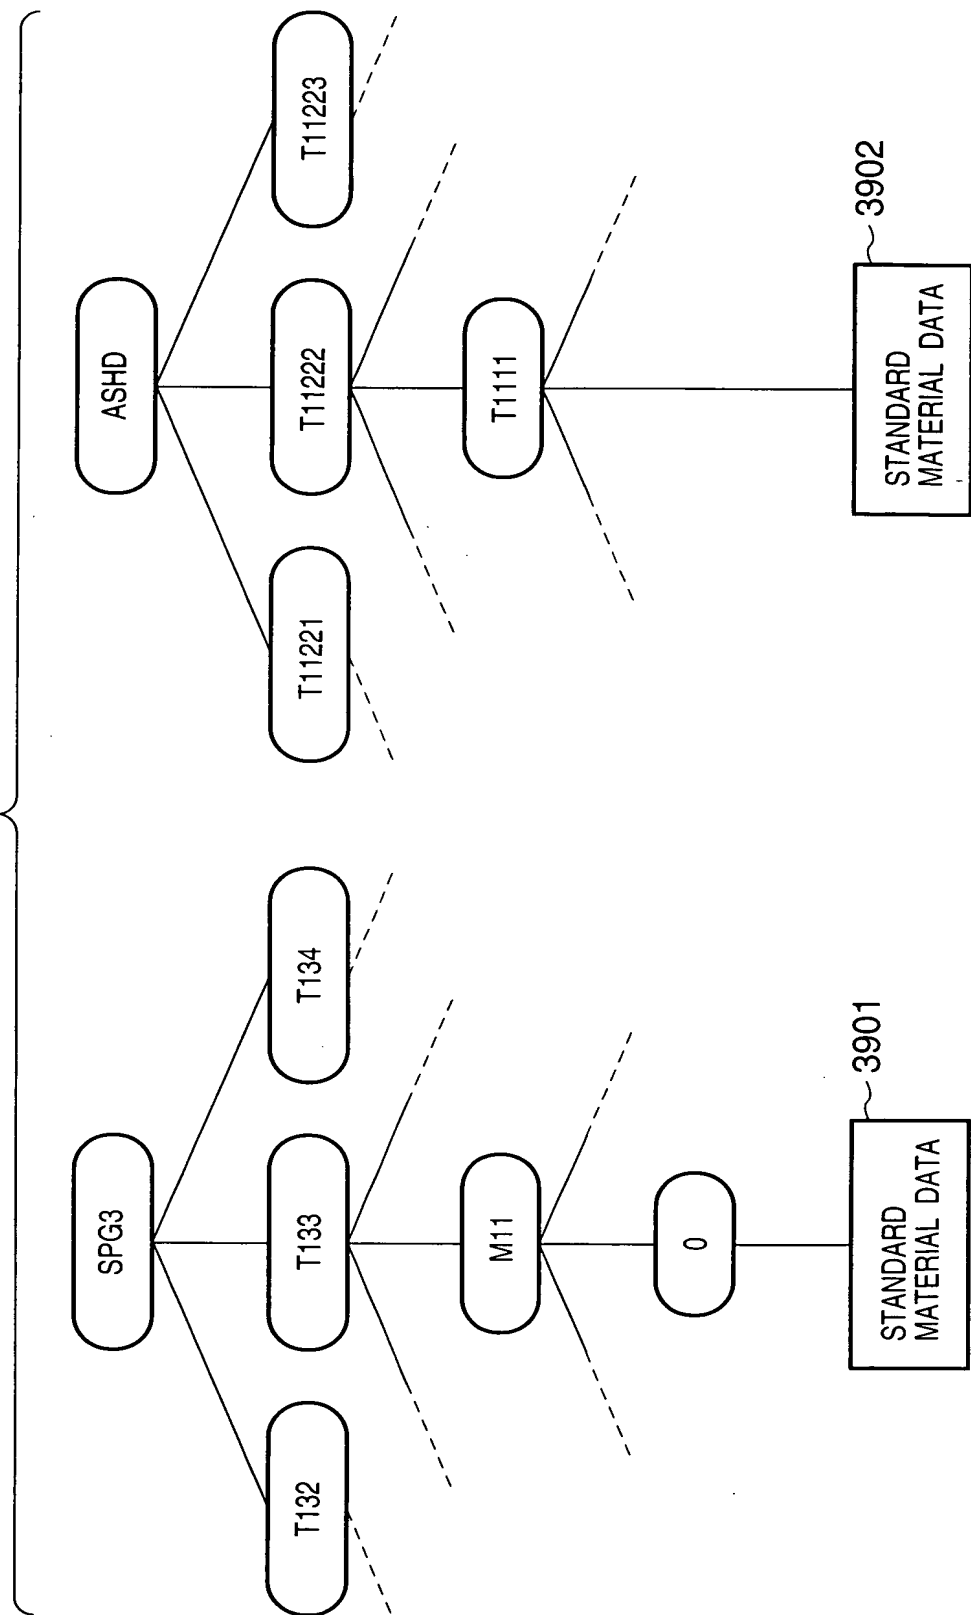 SPG3
T132
T133
T134
M11
0
STANDARD
MATERIAL DATA
3901
ASHD
T11221
T11222
T11223
T1111
STANDARD
MATERIAL DATA
3902